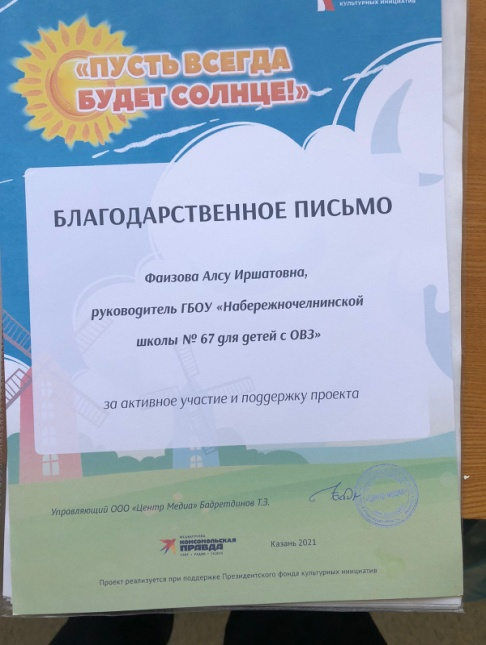 КУЛЬТУРНЫХ ИНИЦИАТИВ
«ПУСТЬ ВСЕГДА
БУДЕТ СОЛНЦЕ!»
БЛАГОДАРСТВЕННОЕ ПИСЬМО
Фаизова Алсу Иршатовна,
руководитель ГБОУ «Набережночелнинской
школы № 67 для детей с ОВЗ»
за активное участие и поддержку проекта
Управляющий ООО «Центр Медиа» Бадретдинов Т.З.
КОМСОМОЛЬСКАЯ
ПРАВДА
Казань 2021
Проект реализуется при поддержке Президентского фонда культурных инициатив